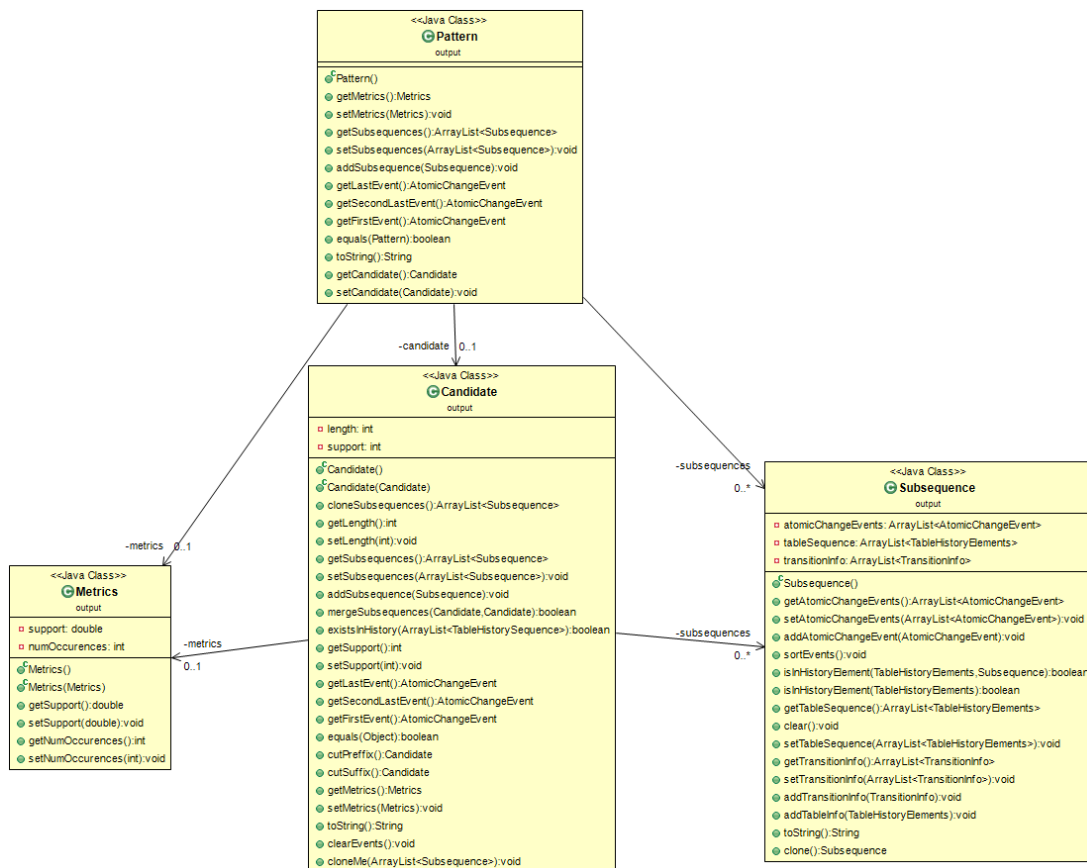 <<Java Class>>
Pattern
output
Pattern()
getMetrics():Metrics
setMetrics(Metrics):void
getSubsequences():ArrayList<Subsequence>
setSubsequences(ArrayList<Subsequence>):void
addSubsequence(Subsequence):void
getLastEvent():AtomicChangeEvent
getSecondLastEvent():AtomicChangeEvent
getFirstEvent():AtomicChangeEvent
equals(Pattern):boolean
toString():String
getCandidate():Candidate
setCandidate(Candidate):void
-candidate 0..1
-metrics 0..1
-subsequences
0..*
<<Java Class>>
Candidate
output
length: int
support: int
Candidate()
Candidate(Candidate)
cloneSubsequences():ArrayList<Subsequence>
getLength():int
setLength(int):void
getSubsequences():ArrayList<Subsequence>
setSubsequences(ArrayList<Subsequence>):void
addSubsequence(Subsequence):void
mergeSubsequences(Candidate,Candidate):boolean
existsInHistory(ArrayList<TableHistorySequence>):boolean
getSupport():int
setSupport(int):void
getLastEvent():AtomicChangeEvent
getSecondLastEvent():AtomicChangeEvent
getFirstEvent():AtomicChangeEvent
equals(Object):boolean
cutPreffix():Candidate
cutSuffix():Candidate
getMetrics():Metrics
setMetrics(Metrics):void
toString():String
clearEvents():void
cloneMe(ArrayList<Subsequence>):void
-metrics
0..1
-subsequences
0..*
<<Java Class>>
Metrics
output
support: double
numOccurences: int
Metrics()
Metrics(Metrics)
getSupport():double
setSupport(double):void
getNumOccurences():int
setNumOccurences(int):void
<<Java Class>>
Subsequence
output
atomicChangeEvents: ArrayList<AtomicChangeEvent>
tableSequence: ArrayList<TableHistoryElements>
transitionInfo: ArrayList<TransitionInfo>
Subsequence()
getAtomicChangeEvents():ArrayList<AtomicChangeEvent>
setAtomicChangeEvents(ArrayList<AtomicChangeEvent>):void
addAtomicChangeEvent(AtomicChangeEvent):void
sortEvents():void
isInHistoryElement(TableHistoryElements,Subsequence):boolean
isInHistoryElement(TableHistoryElements):boolean
getTableSequence():ArrayList<TableHistoryElements>
clear():void
setTableSequence(ArrayList<TableHistoryElements>):void
getTransitionInfo():ArrayList<TransitionInfo>
setTransitionInfo(ArrayList<TransitionInfo>):void
addTransitionInfo(TransitionInfo):void
addTableInfo(TableHistoryElements):void
toString():String
clone():Subsequence